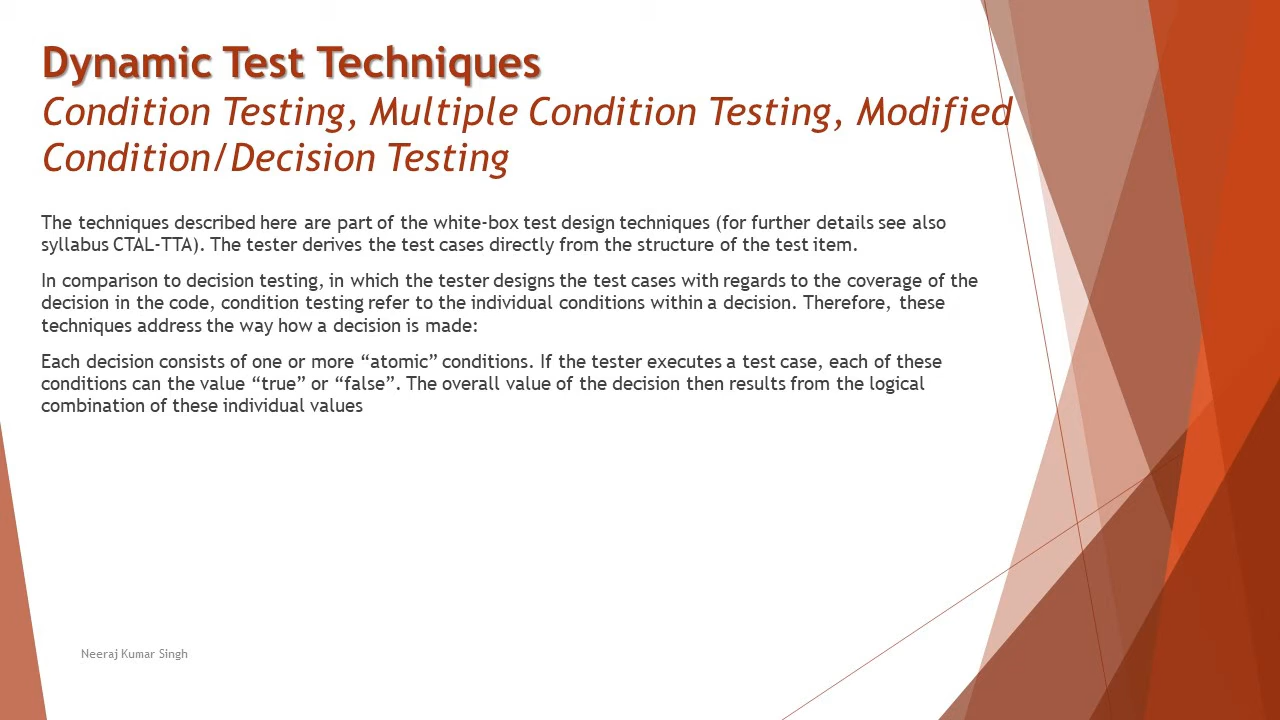 Dynamic Test Techniques
Condition Testing, Multiple Condition Testing, Modified
Condition/Decision Testing
The techniques described here are part of the white-box test design techniques (for further details see also
syllabus CTAL-TTA). The tester derives the test cases directly from the structure of the test item.
In comparison to decision testing, in which the tester designs the test cases with regards to the coverage of the
decision in the code, condition testing refer to the individual conditions within a decision. Therefore, these
techniques address the way how a decision is made:
Each decision consists of one or more “atomic” conditions. If the tester executes a test case, each of these
conditions can the value “true” or “false”. The overall value of the decision then results from the logical
combination of these individual values
Neeraj Kumar Singh